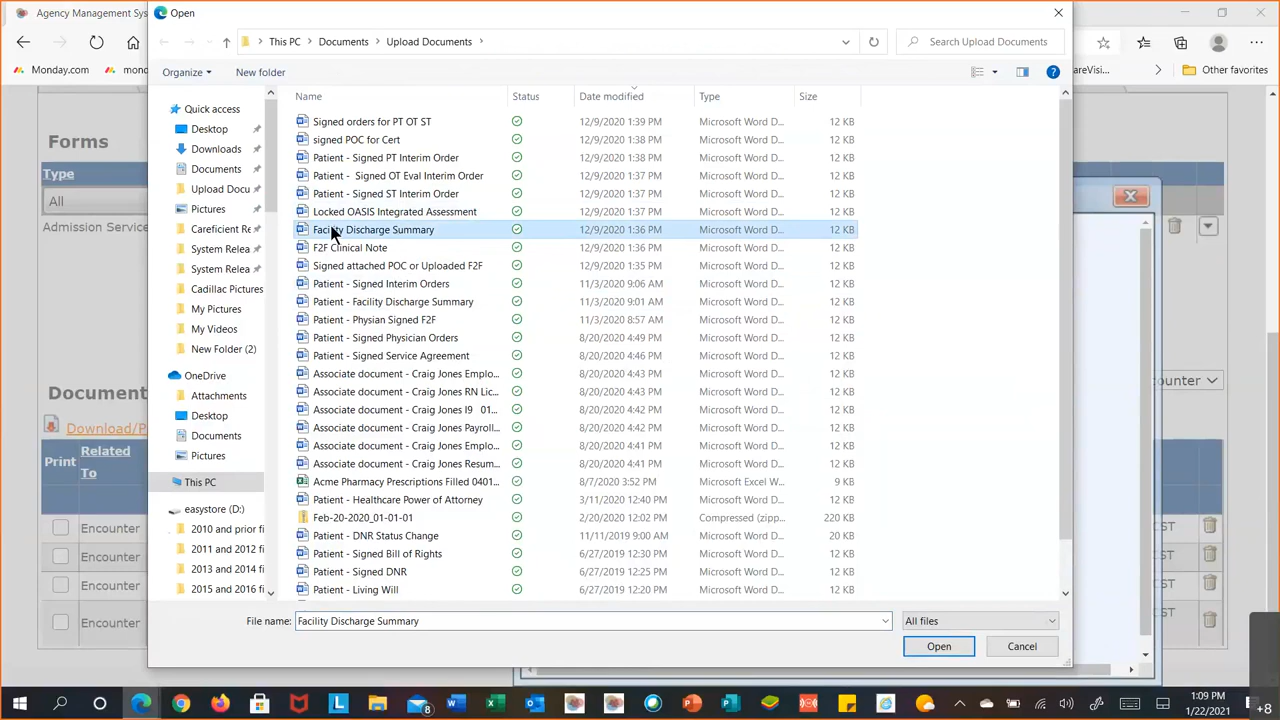 Agency Management Sys
Open
This PC > Documents > Upload Documents >
Search Upload Documents
Monday.com
mond
areVisi...
Other favorites
Organize
New folder
Forms
Type
All
Admission Service
Document
Download/P
Print
Related To
Encounter
Encounter
Encounter
Encounter
Quick access
Desktop
Downloads
Documents
Upload Docu
Pictures
Careficient Re
System Relea
System Relea
Cadillac Pictures
My Pictures
My Videos
New Folder (2)
OneDrive
Attachments
Desktop
Documents
Pictures
This PC
easystore (D:)
2010 and prior fi
2011 and 2012 fi
2013 and 2014 fi
2015 and 2016 fi
Name Status Date modified Type Size
Signed orders for PT OT ST 12/9/2020 1:39 PM Microsoft Word D... 12 KB
signed POC for Cert 12/9/2020 1:38 PM Microsoft Word D... 12 KB
Patient - Signed PT Interim Order 12/9/2020 1:38 PM Microsoft Word D... 12 KB
Patient - Signed OT Eval Interim Order 12/9/2020 1:37 PM Microsoft Word D... 12 KB
Patient - Signed ST Interim Order 12/9/2020 1:37 PM Microsoft Word D... 12 KB
Locked OASIS Integrated Assessment 12/9/2020 1:37 PM Microsoft Word D... 12 KB
Facility Discharge Summary 12/9/2020 1:36 PM Microsoft Word D... 12 KB
F2F Clinical Note 12/9/2020 1:36 PM Microsoft Word D... 12 KB
Signed attached POC or Uploaded F2F 12/9/2020 1:35 PM Microsoft Word D... 12 KB
Patient - Signed Interim Orders 11/3/2020 9:06 AM Microsoft Word D... 12 KB
Patient - Facility Discharge Summary 11/3/2020 9:01 AM Microsoft Word D... 12 KB
Patient - Physian Signed F2F 11/3/2020 8:57 AM Microsoft Word D... 12 KB
Patient - Signed Physician Orders 8/20/2020 4:49 PM Microsoft Word D... 12 KB
Patient - Signed Service Agreement 8/20/2020 4:46 PM Microsoft Word D... 12 KB
Associate document - Craig Jones Emplo... 8/20/2020 4:43 PM Microsoft Word D... 12 KB
Associate document - Craig Jones RN Lic... 8/20/2020 4:43 PM Microsoft Word D... 12 KB
Associate document - Craig Jones I9 01... 8/20/2020 4:42 PM Microsoft Word D... 12 KB
Associate document - Craig Jones Payroll... 8/20/2020 4:42 PM Microsoft Word D... 12 KB
Associate document - Craig Jones Emplo... 8/20/2020 4:41 PM Microsoft Word D... 12 KB
Associate document - Craig Jones Resum... 8/20/2020 4:41 PM Microsoft Word D... 12 KB
Acme Pharmacy Prescriptions Filled 0401... 8/7/2020 3:52 PM Microsoft Excel W... 9 KB
Patient - Healthcare Power of Attorney 3/11/2020 12:40 PM Microsoft Word D... 12 KB
Feb-20-2020_01-01-01 2/20/2020 12:02 PM Compressed (zipp... 220 KB
Patient - DNR Status Change 11/11/2019 9:00 AM Microsoft Word D... 20 KB
Patient - Signed Bill of Rights 6/27/2019 12:30 PM Microsoft Word D... 12 KB
Patient - Signed DNR 6/27/2019 12:25 PM Microsoft Word D... 12 KB
Patient - Living Will 6/27/2019 12:20 PM Microsoft Word D... 12 KB
counter
CST
ST
ST
ST
File name: Facility Discharge Summary
All files
Open
Cancel
1:09 PM
1/22/2021
8
+8